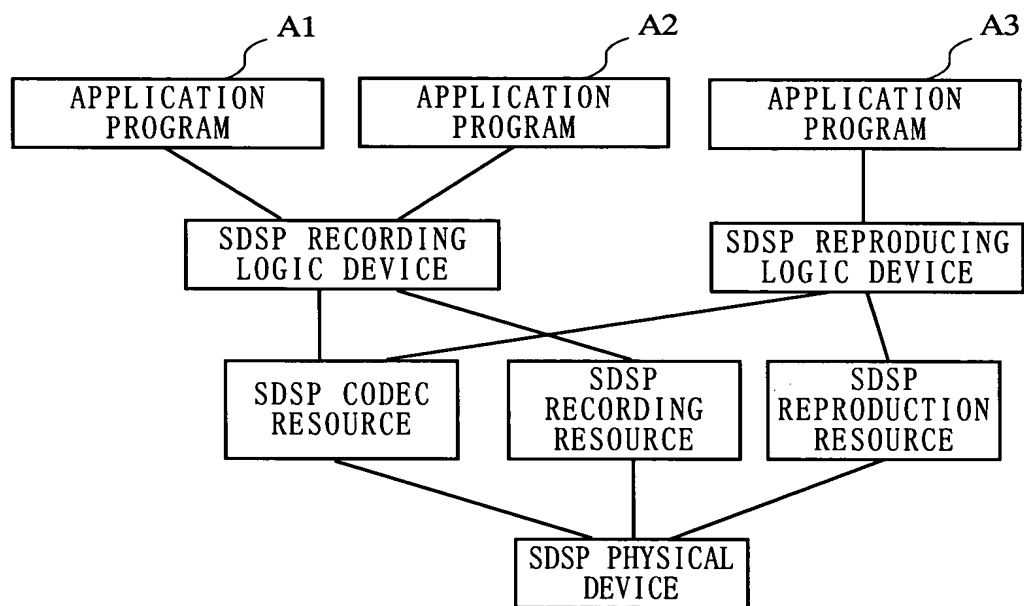 A1
A2
A3
APPLICATION
PROGRAM
APPLICATION
PROGRAM
APPLICATION
PROGRAM
SDSP RECORDING
LOGIC DEVICE
SDSP REPRODUCING
LOGIC DEVICE
SDSP CODEC
RESOURCE
SDSP
RECORDING
RESOURCE
SDSP
REPRODUCTION
RESOURCE
SDSP PHYSICAL
DEVICE